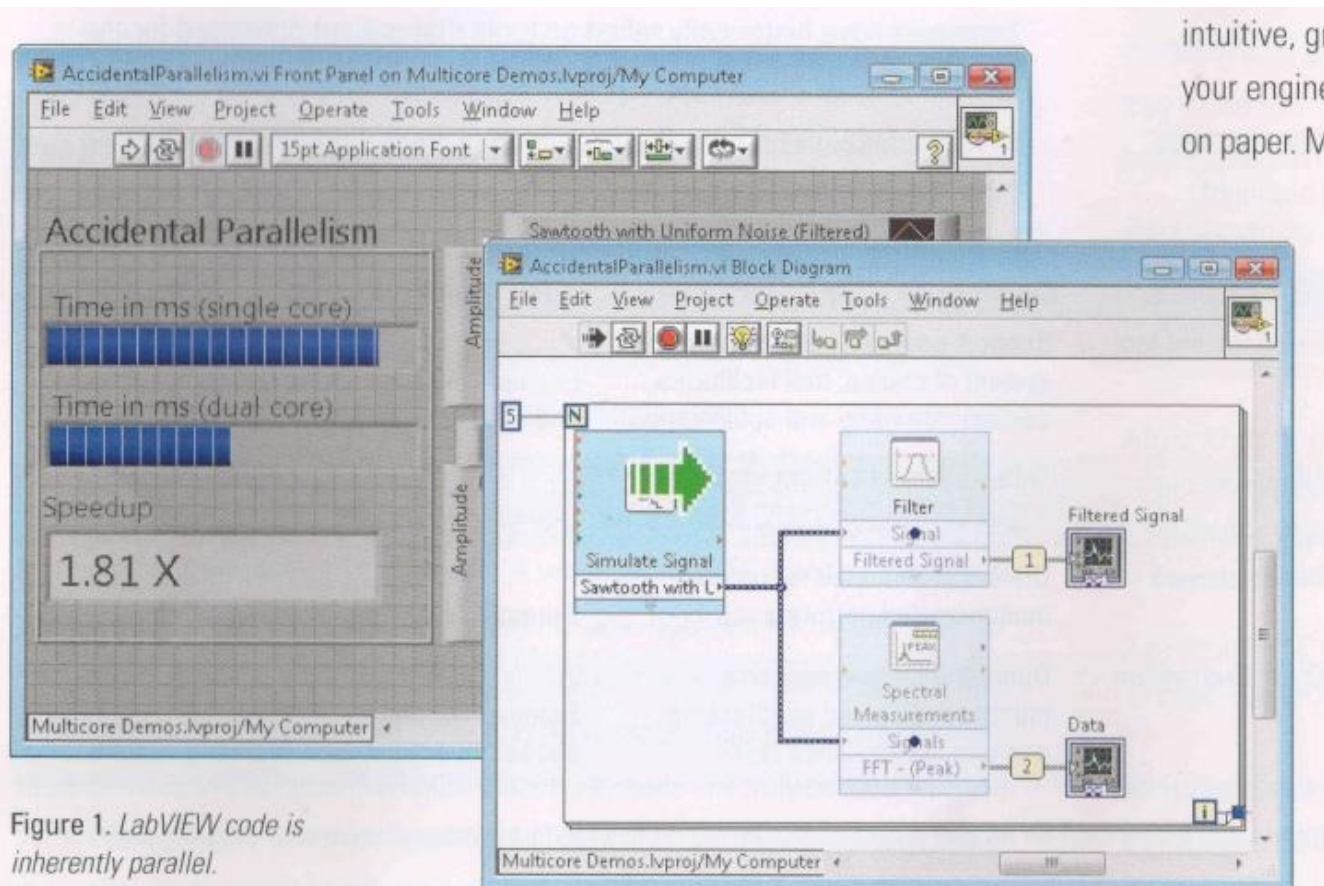 intuitive, gr
your engine
on paper. M
AccidentalParallelism.vi Front Panel on Multicore Demos.lvproj/My Computer
File Edit View Project Operate Tools Window Help
15pt Application Font
1
Accidental Parallelism
Time in ms (single core)
Time in ms (dual core)
Speedup
1.81 X
Sawtooth with Uniform Noise (Filtered)
Amplitude
Amplitude
Multicore Demos.lvproj/My Computer
AccidentalParallelism.vi Block Diagram
File Edit View Project Operate Tools Window Help
1
5 N
Simulate Signal
Sawtooth with L
Filter
Signal
Filtered Signal
1
Filtered Signal
PEAK
Spectral
Measurements
Signals
FFT - (Peak)
2
Data
i
Multicore Demos.lvproj/My Computer
Figure 1. LabVIEW code is
inherently parallel.